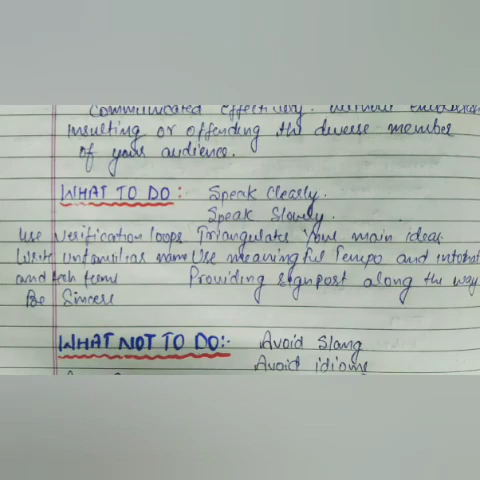 Communicated effectively. without
insulting or offending the diverse member
of your audience.
WHAT TO DO: Speak Clearly.
Speak Slowly.
Use Verification loops Triangulate Your main ideas
Write Unfamiliar name Use meaningful Tempo and
and tech terms Providing signpost along the way
Be Sincere
WHAT NOT TO DO:- Avoid Slang
Avoid idioms